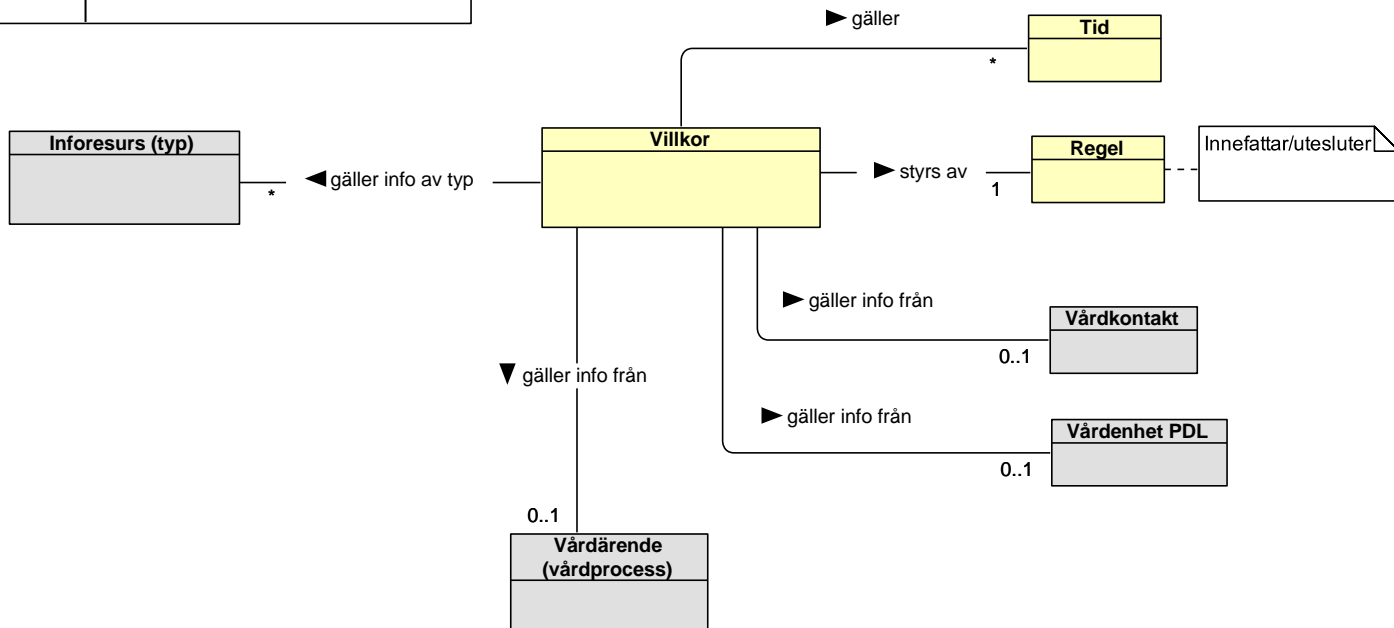 gäller
Tid
*
Inforesurs (typ)
Villkor
Regel
Innefattar/utesluter
gäller info av typ
*
styrs av
1
gäller info från
Vårdkontakt
0..1
gäller info från
gäller info från
Vårdenhet PDL
0..1
0..1
Vårdärende
(vårdprocess)